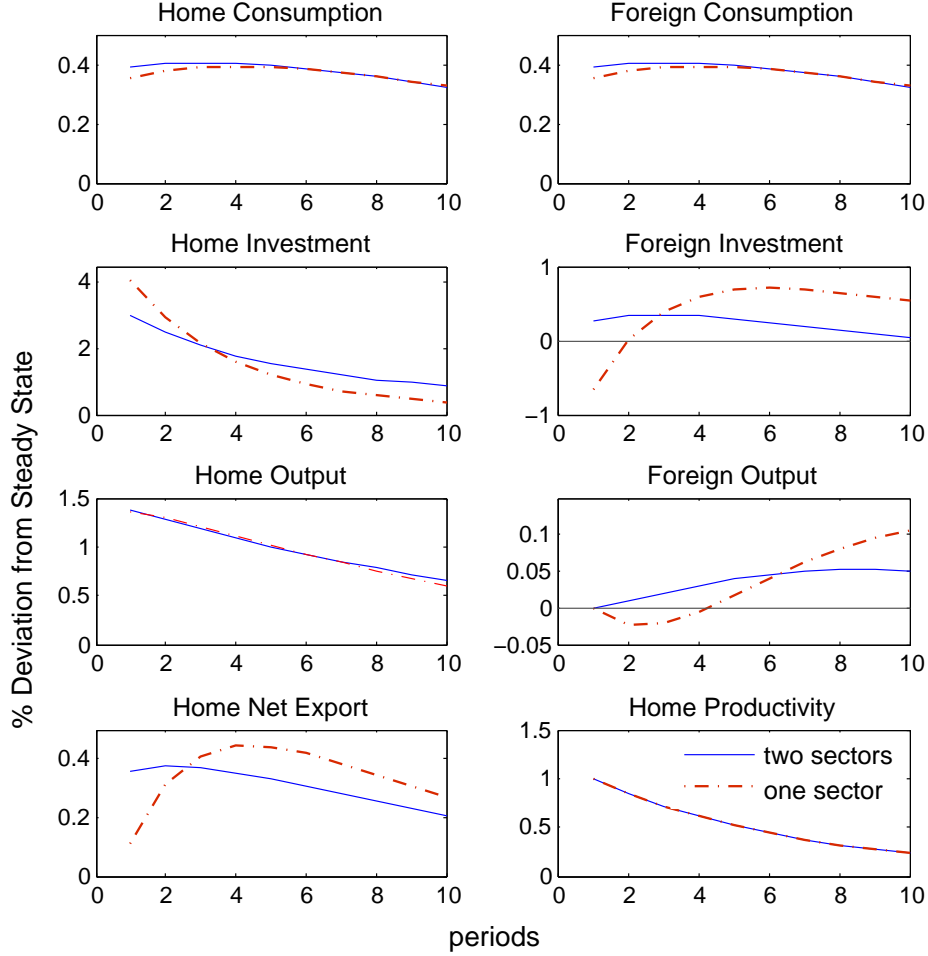 Home Consumption
Foreign Consumption
0.4
0.2
0
0 2 4 6 8 10
0.4
0.2
0
0 2 4 6 8 10
Home Investment
Foreign Investment
4
2
0
0 2 4 6 8 10
1
0
−1
0 2 4 6 8 10
Home Output
Foreign Output
1.5
1
0.5
0
0 2 4 6 8 10
0.1
0.05
0
−0.05
0 2 4 6 8 10
Home Net Export
Home Productivity
0.4
0.2
0
0 2 4 6 8 10
1.5
1
0.5
0
0 2 4 6 8 10
two sectors
one sector
% Deviation from Steady State
periods